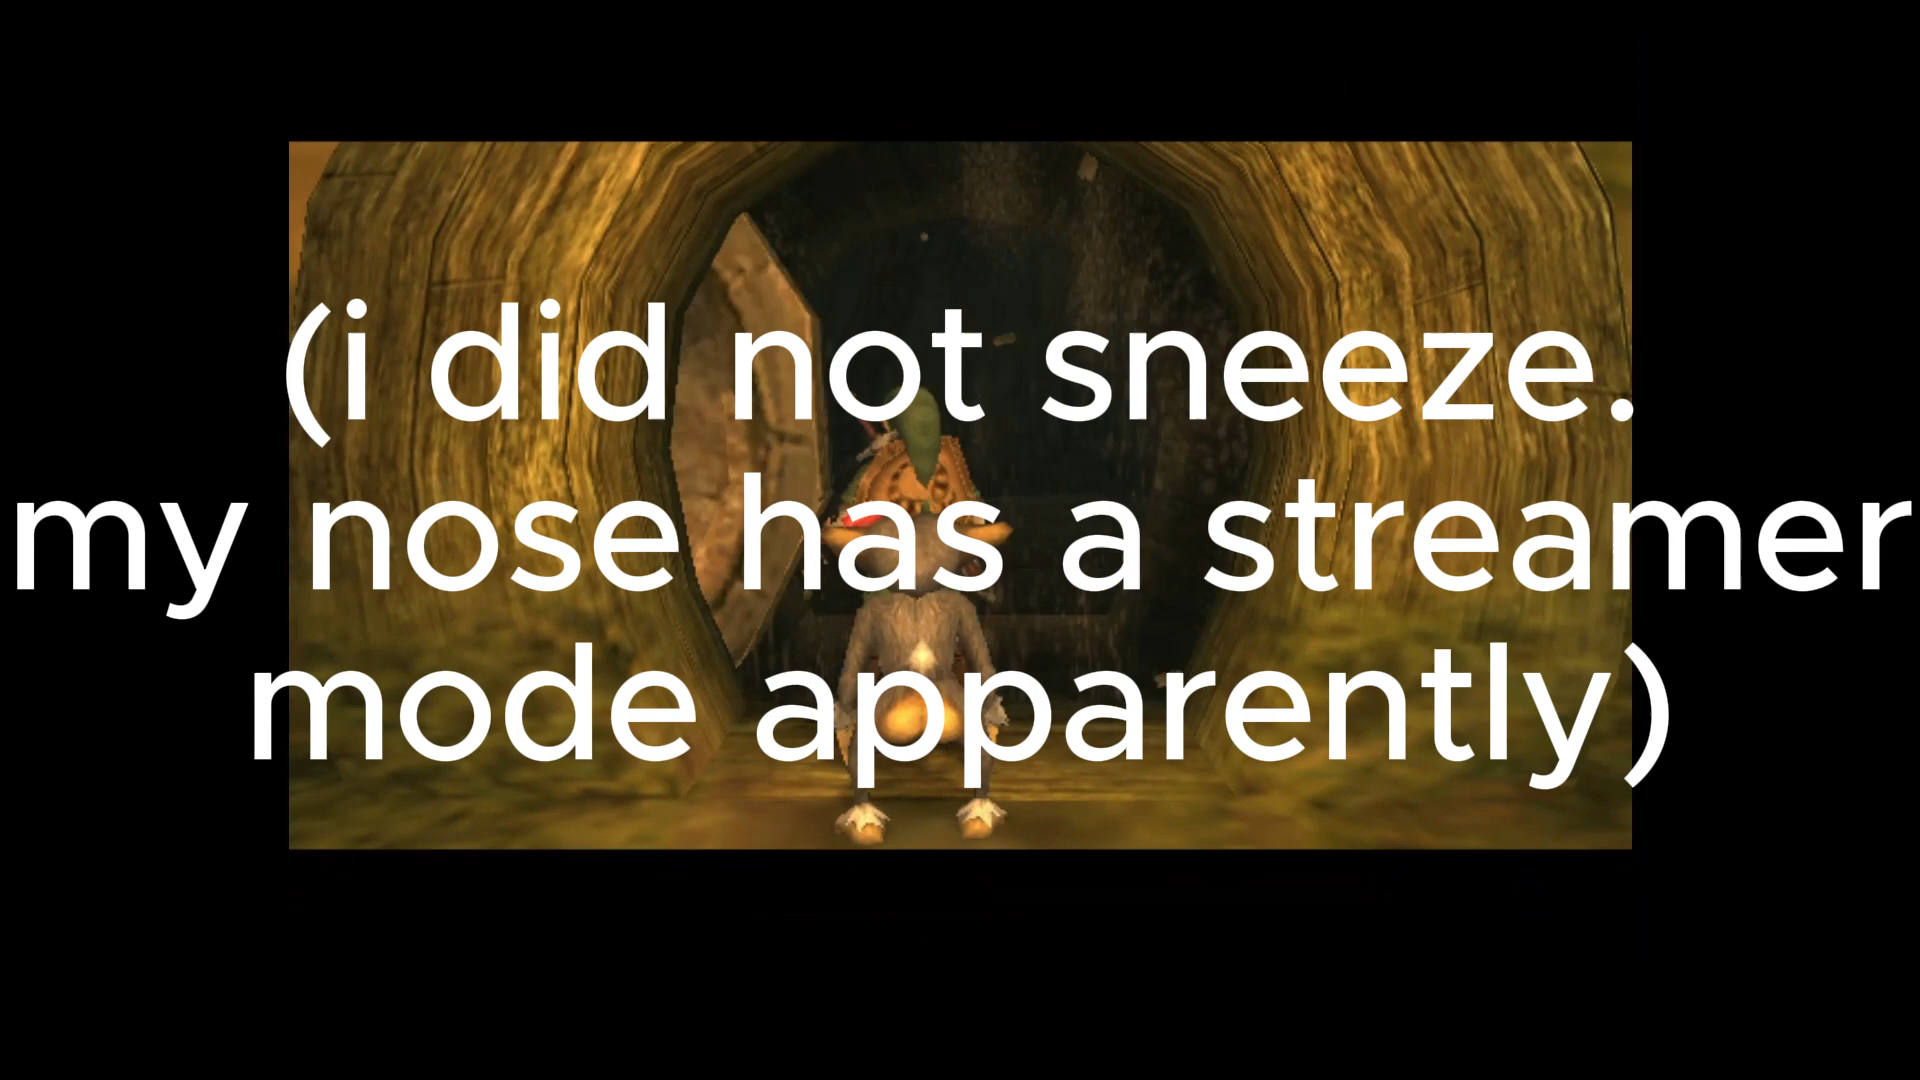 (i did not sneeze.
my nose has a streamer
mode apparently)